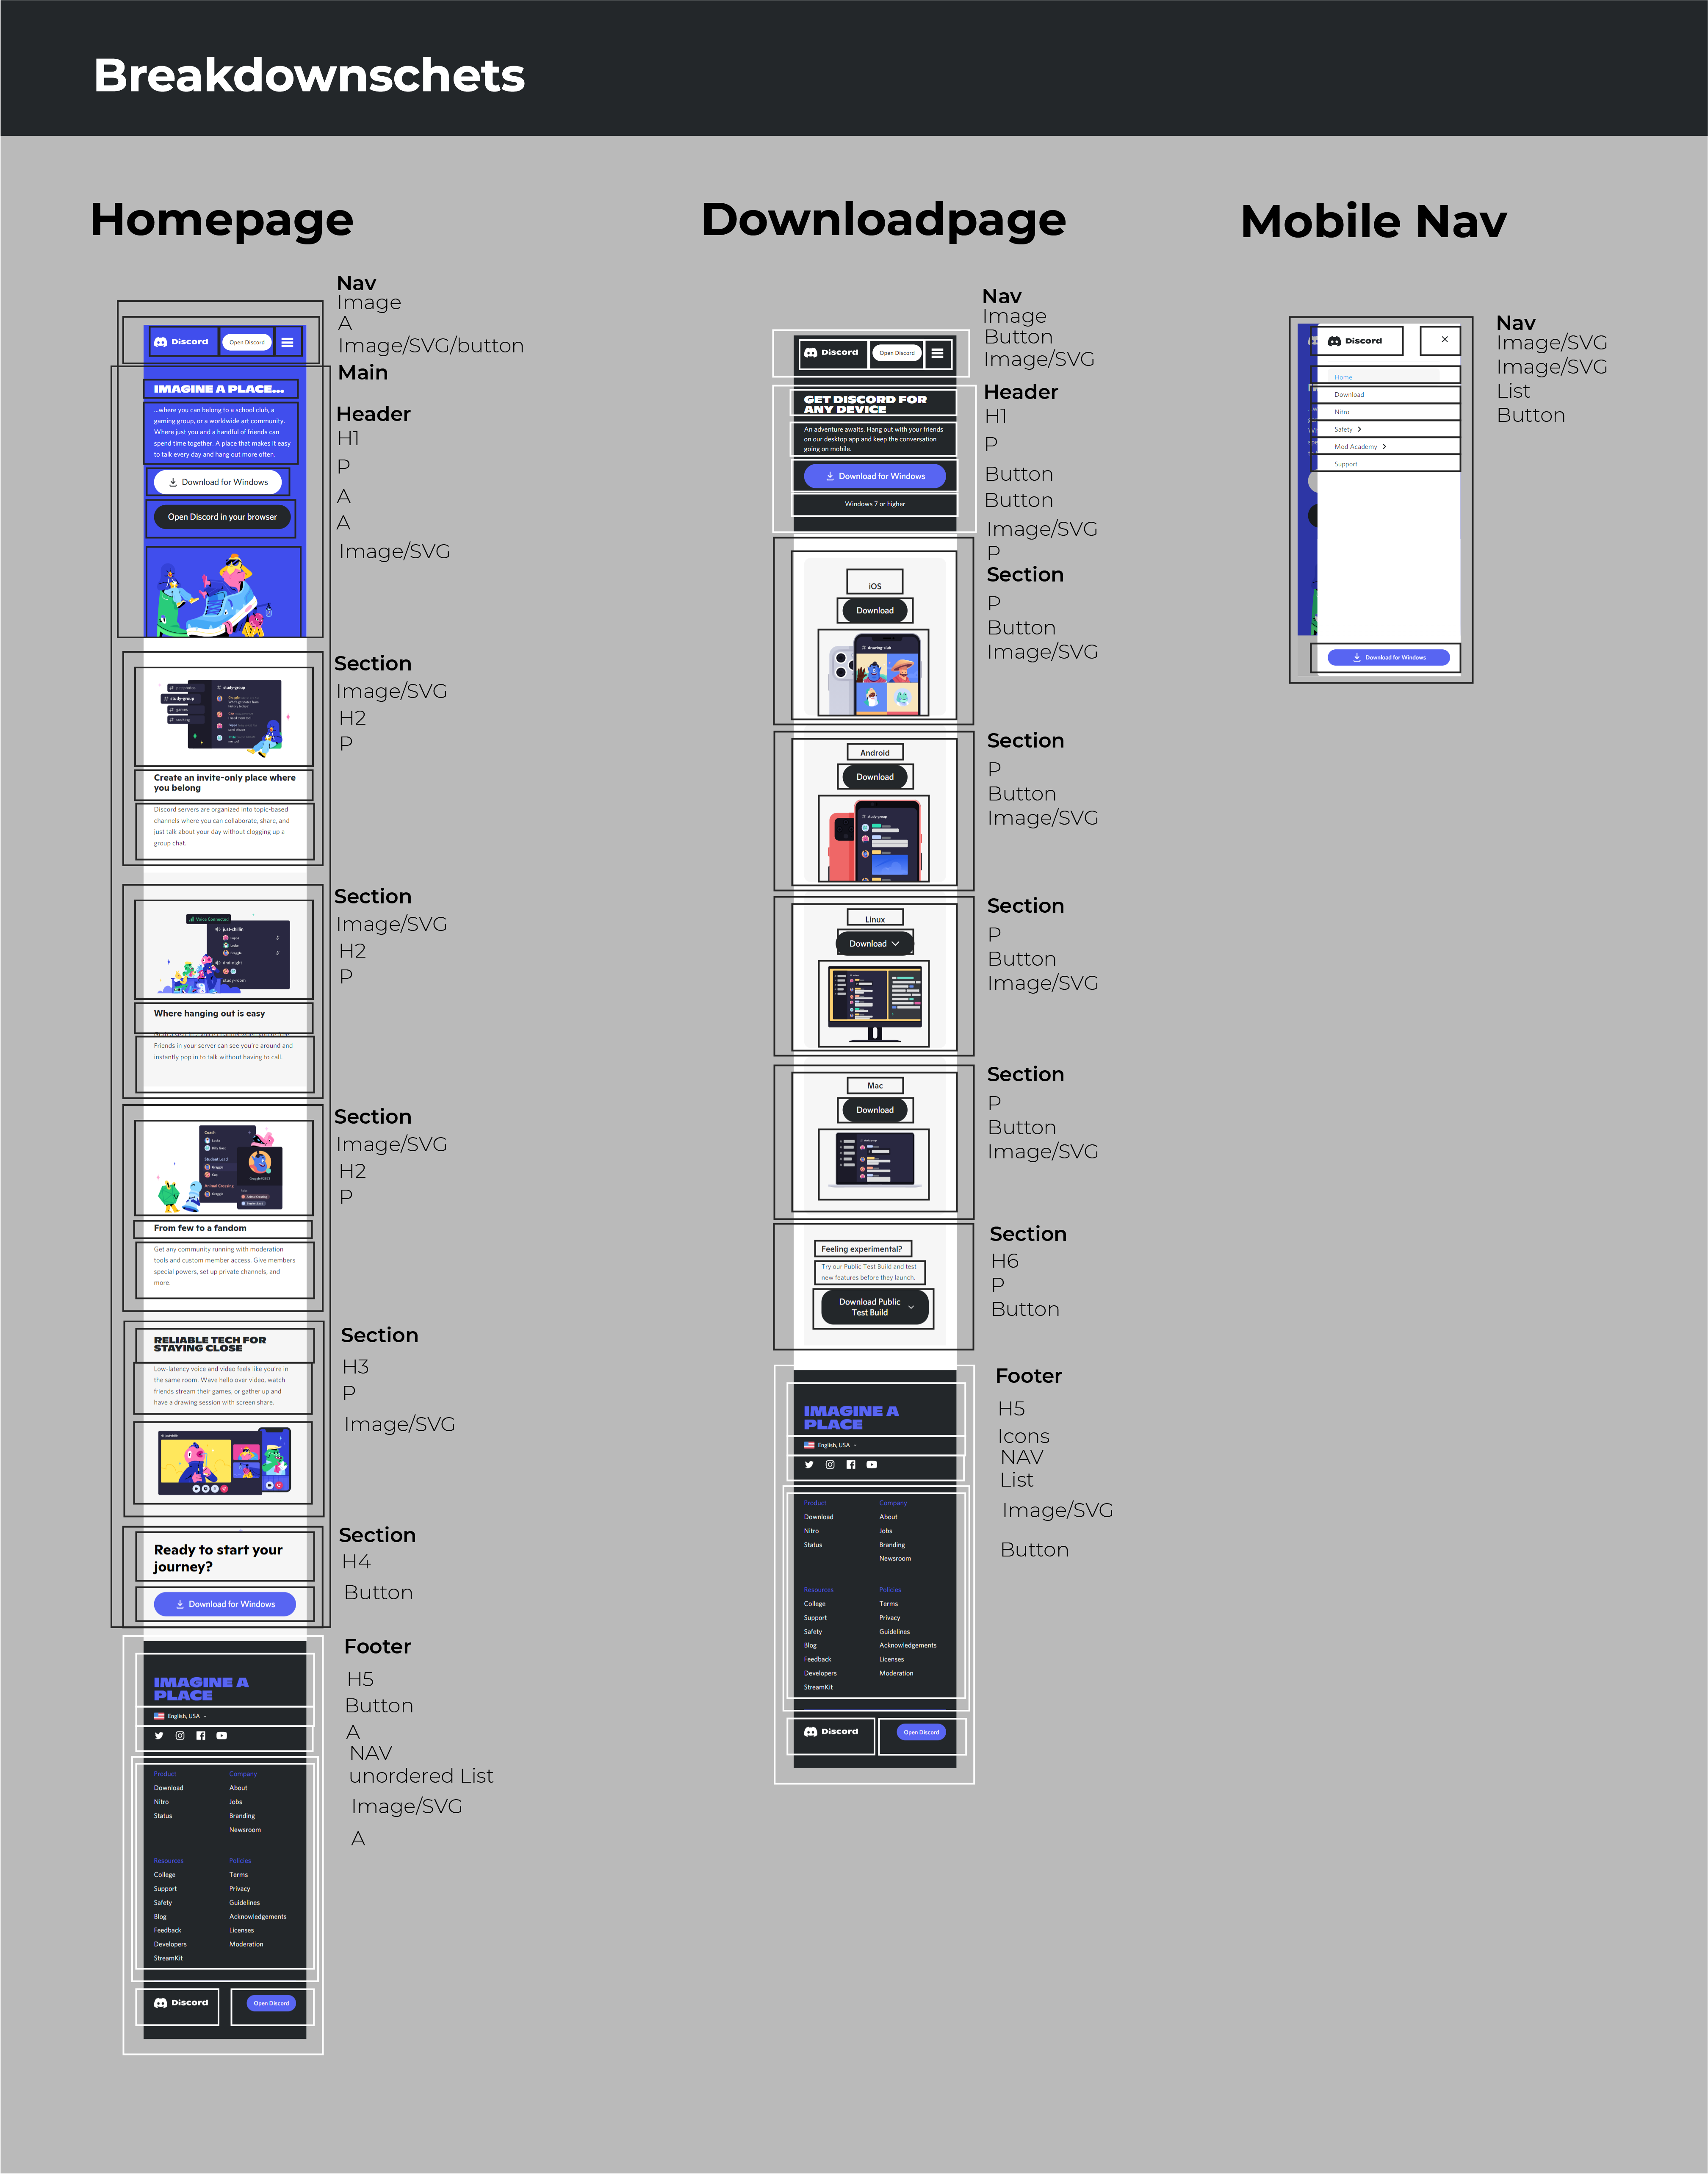 Breakdownschets
Homepage
Nav
Image
A
Image/SVG/button
Main
Header
H1
P
A
A
Image/SVG
Discord
Open Discord
IMAGINE A PLACE...
...where you can belong to a school club, a
gaming group, or a worldwide art community.
Where just you and a handful of friends can
spend time together. A place that makes it easy
to talk every day and hang out more often.
Download for Windows
Open Discord in your browser
Section
Image/SVG
H2
P
study-group
Create an invite-only place where
you belong
Discord servers are organized into topic-based
channels where you can collaborate, share, and
just talk about your day without clogging up a
group chat.
Section
Image/SVG
H2
P
Voice Connected
just-chillin
study-room
Where hanging out is easy
Friends in your server can see you're around and
instantly pop in to talk without having to call.
Section
Image/SVG
H2
P
Coach
Student Lead
Animal Crossing
From few to a fandom
Get any community running with moderation
tools and custom member access. Give members
special powers, set up private channels, and
more.
Section
H3
P
Image/SVG
RELIABLE TECH FOR
STAYING CLOSE
Low-latency voice and video feels like you're in
the same room. Wave hello over video, watch
friends stream their games, or gather up and
have a drawing session with screen share.
Section
H4
Button
Ready to start your
journey?
Download for Windows
Footer
H5
Button
A
NAV
unordered List
Image/SVG
A
IMAGINE A
PLACE
English, USA
Product
Download
Nitro
Status
Company
About
Jobs
Branding
Newsroom
Resources
College
Support
Safety
Blog
Feedback
Developers
StreamKit
Policies
Terms
Privacy
Guidelines
Acknowledgements
Licenses
Moderation
Discord
Open Discord
Downloadpage
Nav
Image
Button
Image/SVG
Header
H1
P
Button
Button
Image/SVG
P
Discord
Open Discord
GET DISCORD FOR
ANY DEVICE
An adventure awaits. Hang out with your friends
on our desktop app and keep the conversation
going on mobile.
Download for Windows
Windows 7 or higher
Section
P
Button
Image/SVG
iOS
Download
drawing-club
Section
P
Button
Image/SVG
Android
Download
study-group
Section
P
Button
Image/SVG
Linux
Download
Section
P
Button
Image/SVG
Mac
Download
Section
H6
P
Button
Feeling experimental?
Try our Public Test Build and test
new features before they launch.
Download Public
Test Build
Footer
H5
Icons
NAV
List
Image/SVG
Button
IMAGINE A
PLACE
English, USA
Product
Download
Nitro
Status
Company
About
Jobs
Branding
Newsroom
Resources
College
Support
Safety
Blog
Feedback
Developers
StreamKit
Policies
Terms
Privacy
Guidelines
Acknowledgements
Licenses
Moderation
Discord
Open Discord
Mobile Nav
Nav
Image/SVG
Image/SVG
List
Button
Discord
Home
Download
Nitro
Safety
Mod Academy
Support
Download for Windows